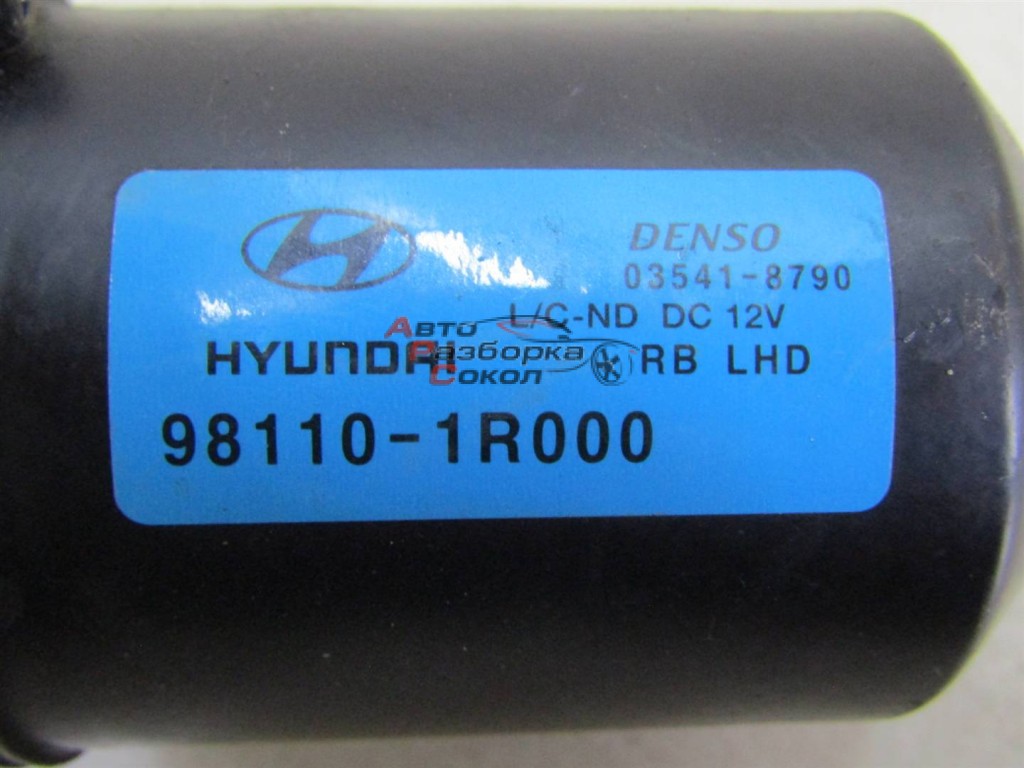 DENSO
03541-8790
L/C-ND DC 12V
HYUNDAI RB LHD
98110-1R000
Авто
Разборка
Сокол